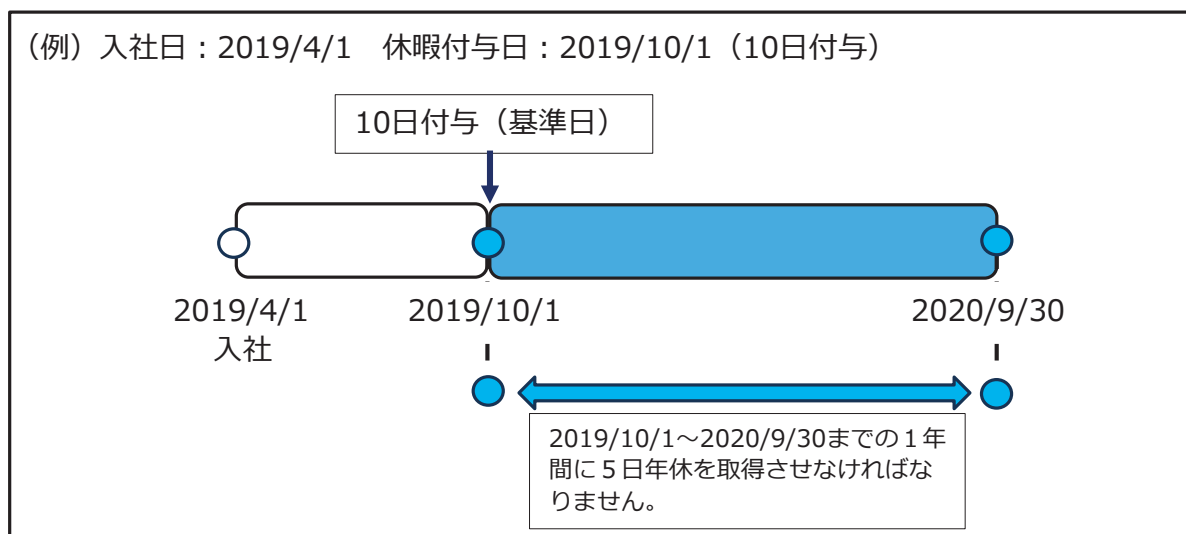 （例）入社日：2019/4/1　休暇付与日：2019/10/1（10日付与）
10日付与（基準日）
2019/4/1
入社
2019/10/1
2020/9/30
2019/10/1～2020/9/30までの１年
間に５日年休を取得させなければな
りません。